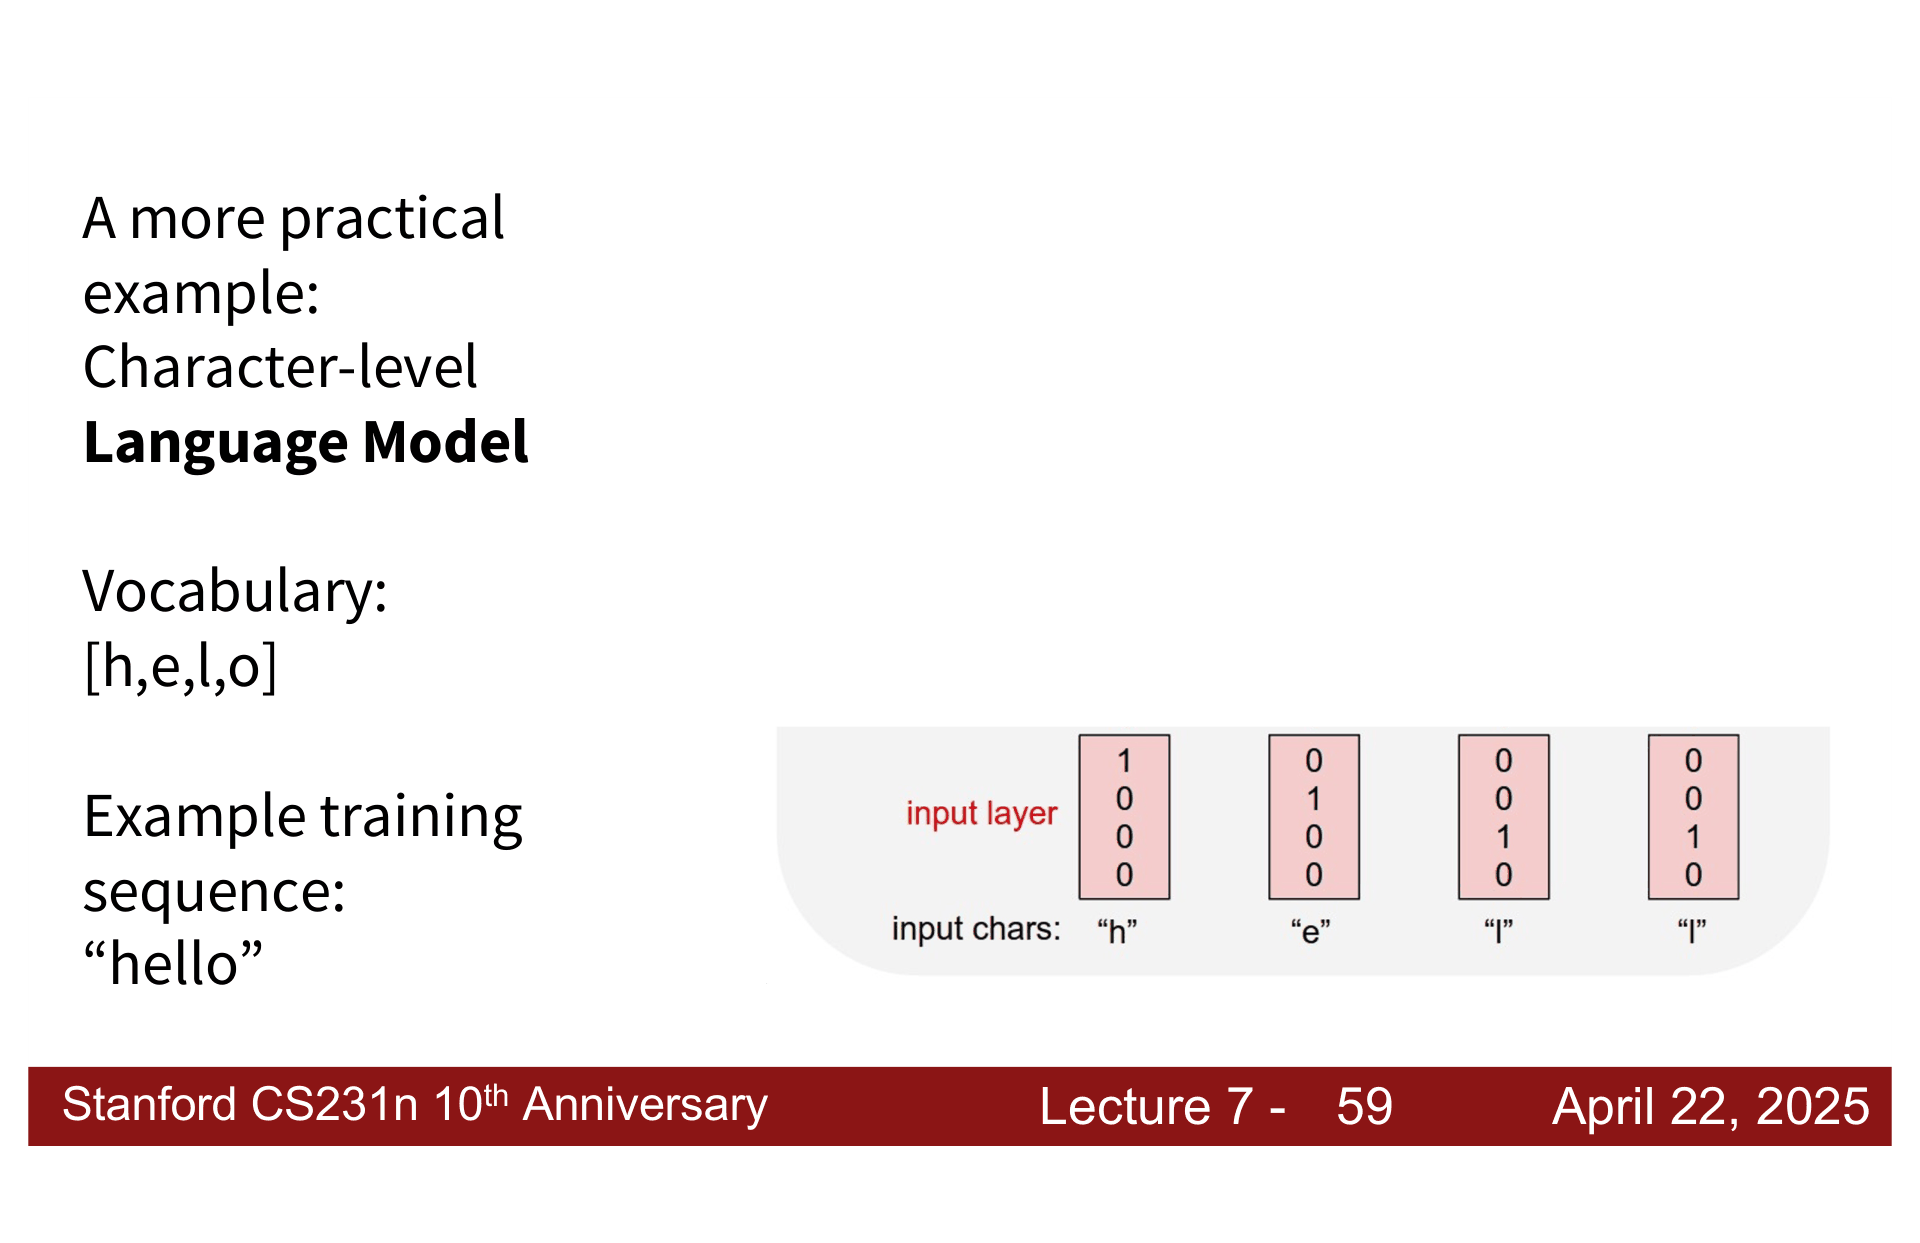 A more practical
example:
Character-level
Language Model
Vocabulary:
[h,e,l,o]
Example training
sequence:
“hello”
1 0 0 0
0 1 0 0
input layer
0 0 1 1
0 0 0 0
input chars: “h” “e” “l” “l”
Stanford CS231n 10th Anniversary Lecture 7 - 59 April 22, 2025